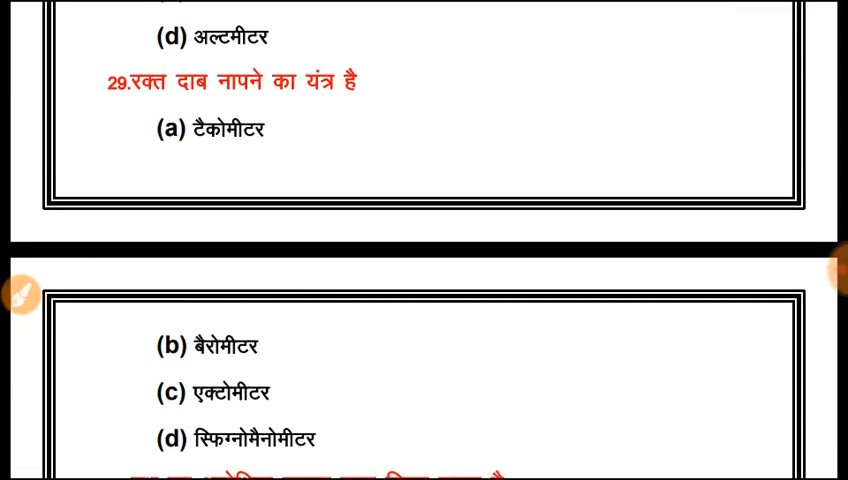 (d) अल्टमीटर
29.रक्त दाब नापने का यंत्र है
(a) टैकोमीटर
(b) बैरोमीटर
(c) एक्टोमीटर
(d) स्फिग्नोमैनोमीटर